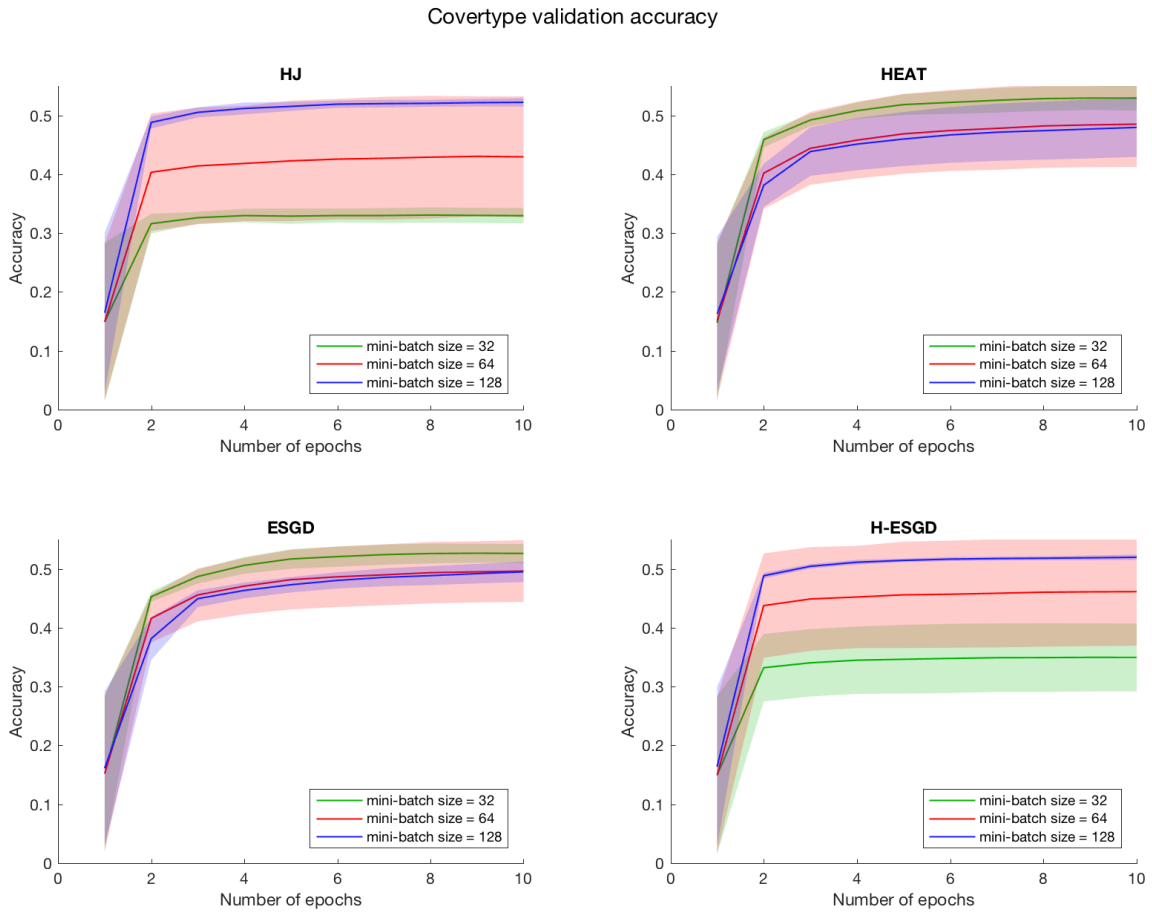 Covertype validation accuracy
HJ
Accuracy
0.5
0.4
0.3
0.2
0.1
0
mini-batch size = 32
mini-batch size = 64
mini-batch size = 128
0 2 4 6 8 10
Number of epochs
HEAT
Accuracy
0.5
0.4
0.3
0.2
0.1
0
mini-batch size = 32
mini-batch size = 64
mini-batch size = 128
0 2 4 6 8 10
Number of epochs
ESGD
Accuracy
0.5
0.4
0.3
0.2
0.1
0
mini-batch size = 32
mini-batch size = 64
mini-batch size = 128
0 2 4 6 8 10
Number of epochs
H-ESGD
Accuracy
0.5
0.4
0.3
0.2
0.1
0
mini-batch size = 32
mini-batch size = 64
mini-batch size = 128
0 2 4 6 8 10
Number of epochs